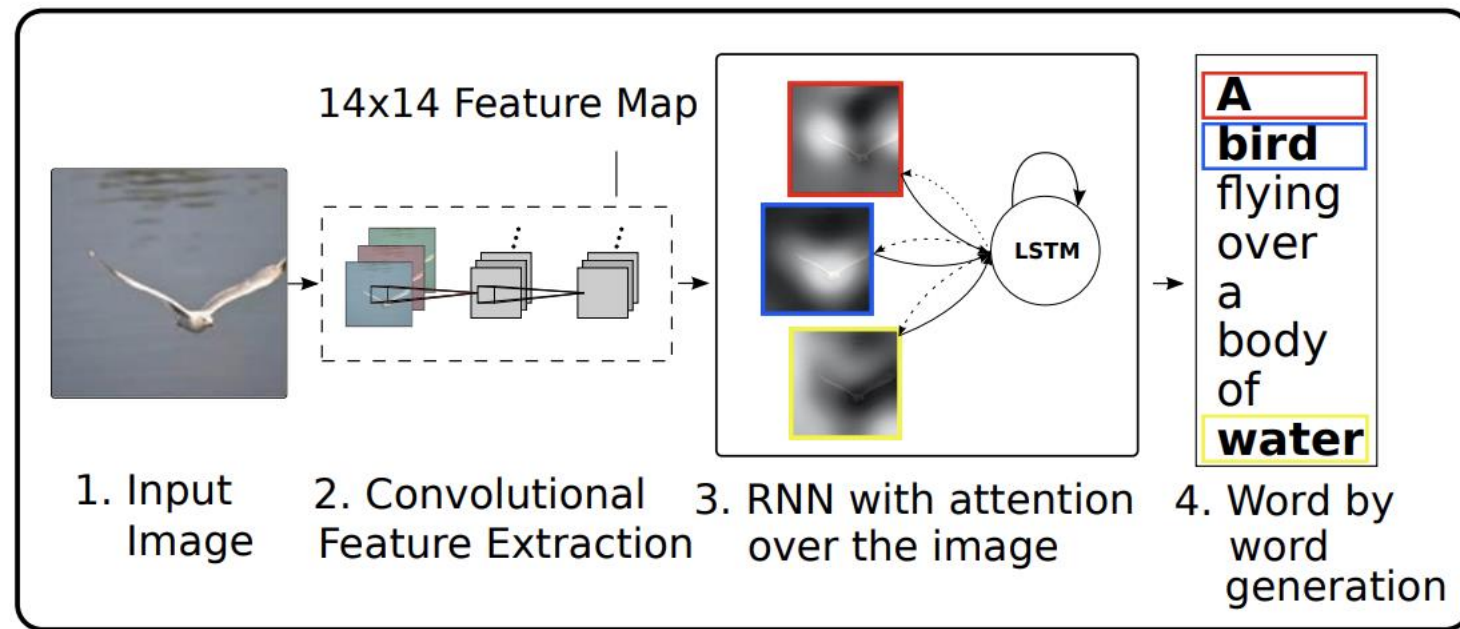 14x14 Feature Map
LSTM
A
bird
flying
over
a
body
of
water
1. Input
Image
2. Convolutional
Feature Extraction
3. RNN with attention
over the image
4. Word by
word
generation